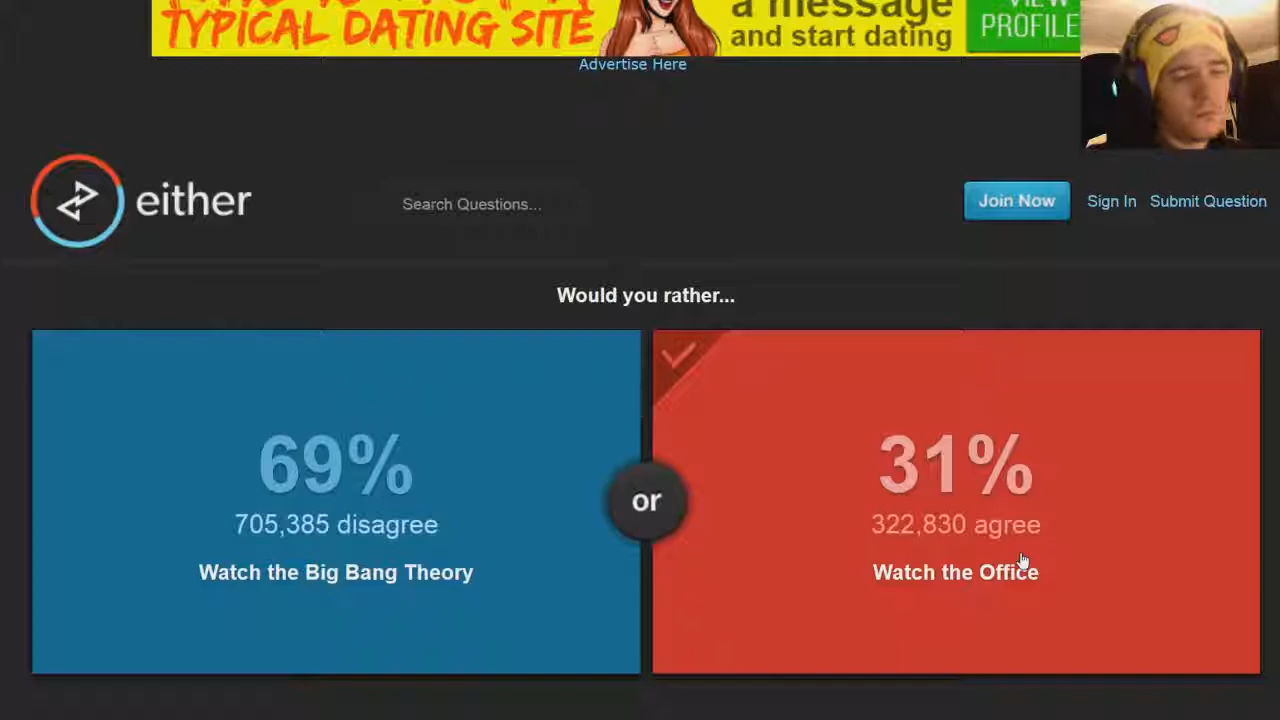 TYPICAL DATING SITE
a message
and start dating
VIEW
PROFILE
Advertise Here
either
Search Questions...
Join Now
Sign In
Submit Question
Would you rather...
69%
705,385 disagree
Watch the Big Bang Theory
or
31%
322,830 agree
Watch the Office